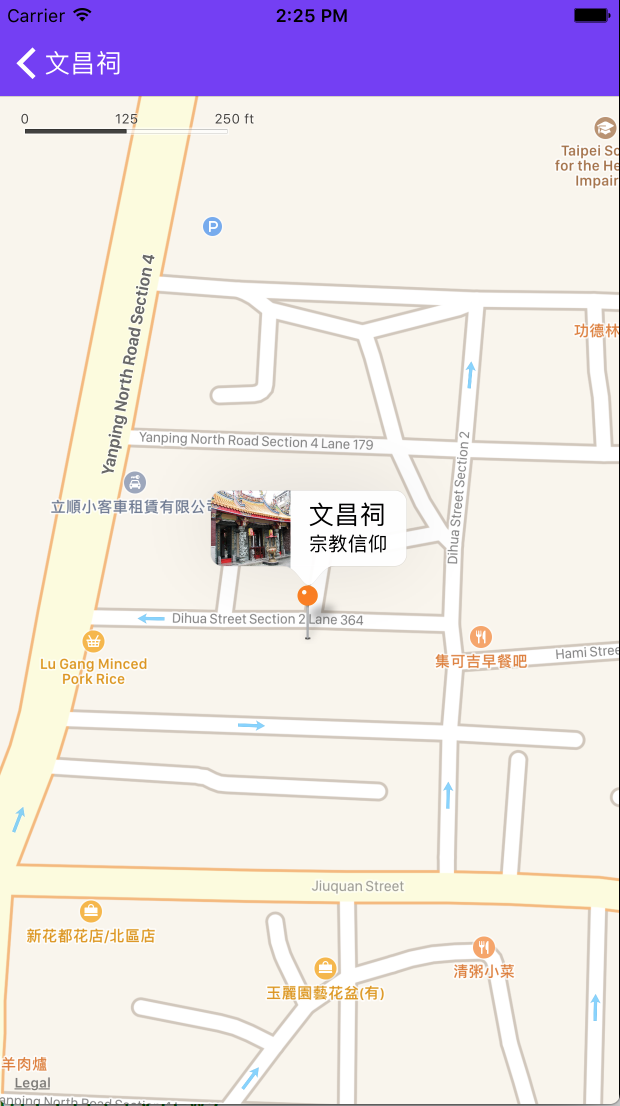 Carrier
2:25 PM
文昌祠
0 125 250 ft
Taipei Sc
for the He
Impair
P
Yanping North Road Section 4
功德林
Yanping North Road Section 4 Lane 179
Dihua Street Section 2
立順小客車租賃有限公司
文昌祠
宗教信仰
Dihua Street Section 2 Lane 364
Lu Gang Minced
Pork Rice
集可吉早餐吧
Hami Stree
Jiuquan Street
新花都花店/北區店
清粥小菜
玉麗園藝花盆(有)
羊肉爐
Legal